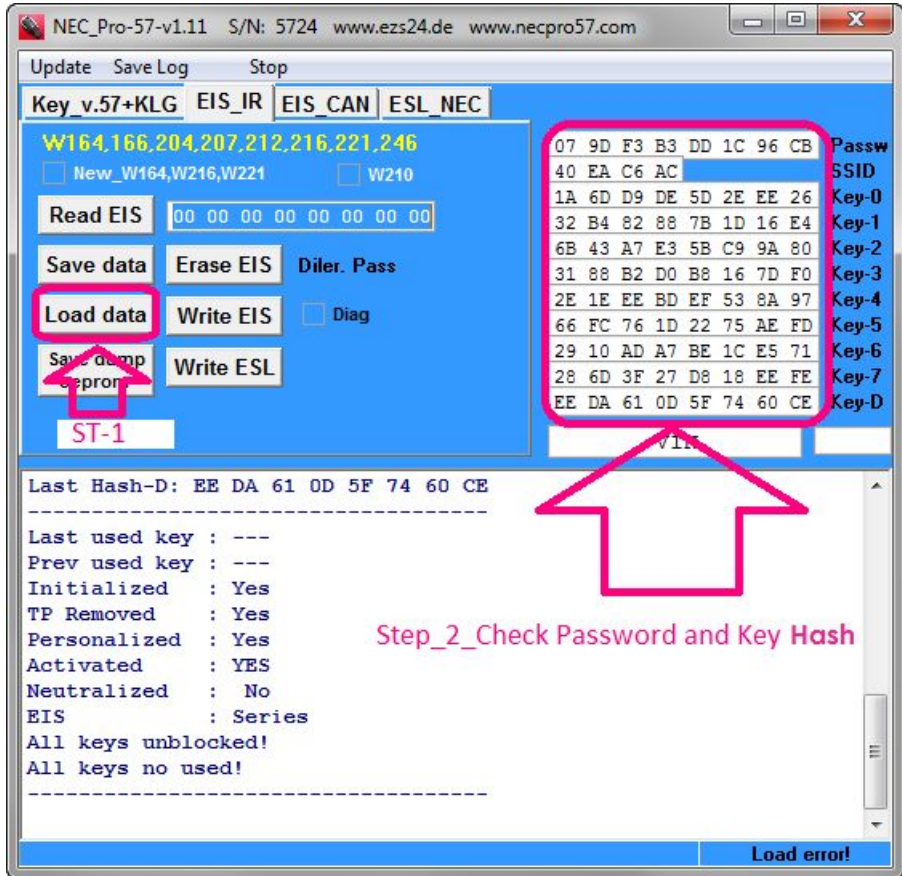 NEC_Pro-57-v1.11 S/N: 5724 www.ezs24.de www.necpro57.com
Update Save Log Stop
Key_v.57+KLG EIS_IR EIS_CAN ESL_NEC
W164,166,204,207,212,216,221,246
New_W164,W216,W221 W210
Read EIS 00 00 00 00 00 00 00 00
Save data Erase EIS Diler. Pass
Load data Write EIS Diag
Save dump Write ESL
ST-1
07 9D F3 B3 DD 1C 96 CB Passw
40 EA C6 AC SSID
1A 6D D9 DE 5D 2E EE 26 Key-0
32 B4 82 88 7B 1D 16 E4 Key-1
6B 43 A7 E3 5B C9 9A 80 Key-2
31 88 B2 D0 B8 16 7D F0 Key-3
2E 1E EE BD EF 53 8A 97 Key-4
66 FC 76 1D 22 75 AE FD Key-5
29 10 AD A7 BE 1C E5 71 Key-6
28 6D 3F 27 D8 18 EE FE Key-7
EE DA 61 0D 5F 74 60 CE Key-D
Last Hash-D: EE DA 61 0D 5F 74 60 CE
------------------------------------
Last used key : ---
Prev used key : ---
Initialized : Yes
TP Removed : Yes
Personalized : Yes
Step_2_Check Password and Key Hash
Activated : YES
Neutralized : No
EIS : Series
All keys unblocked!
All keys no used!
------------------------------------
Load error!